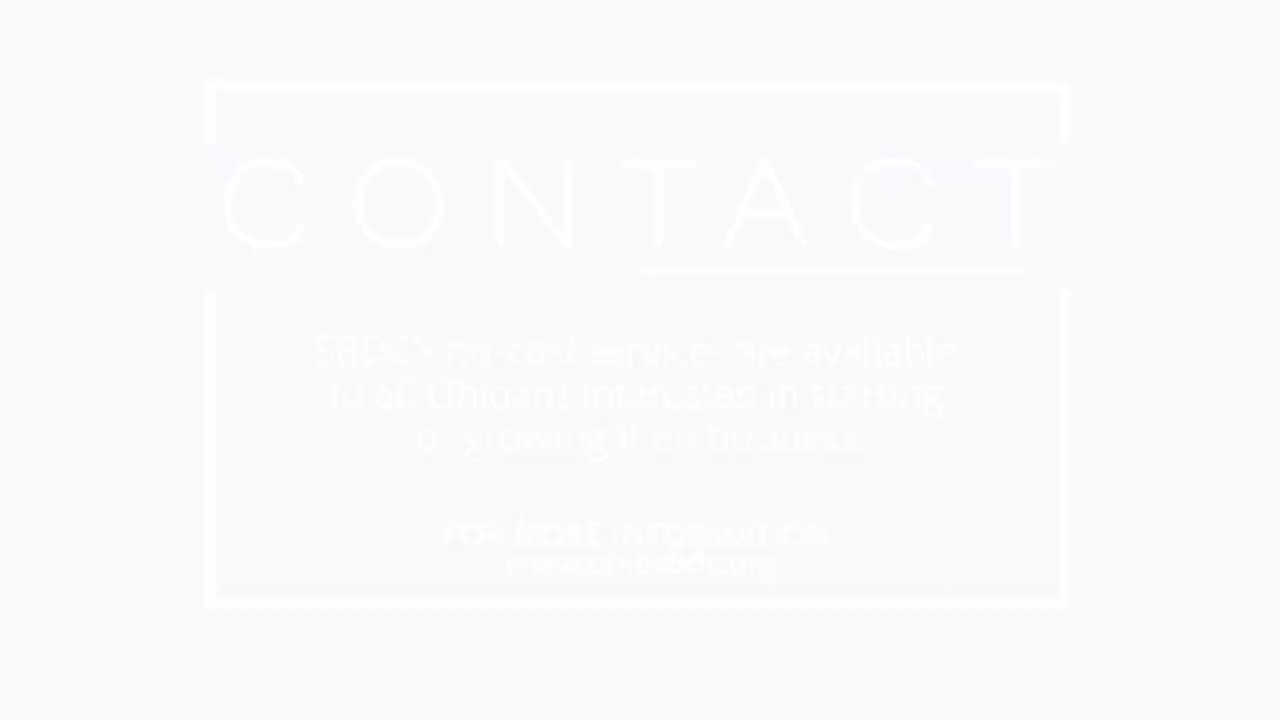 CONTACT
SBDC's no-cost services are available
to all Ohioans interested in starting
or growing their business.
FOR MORE INFORMATION